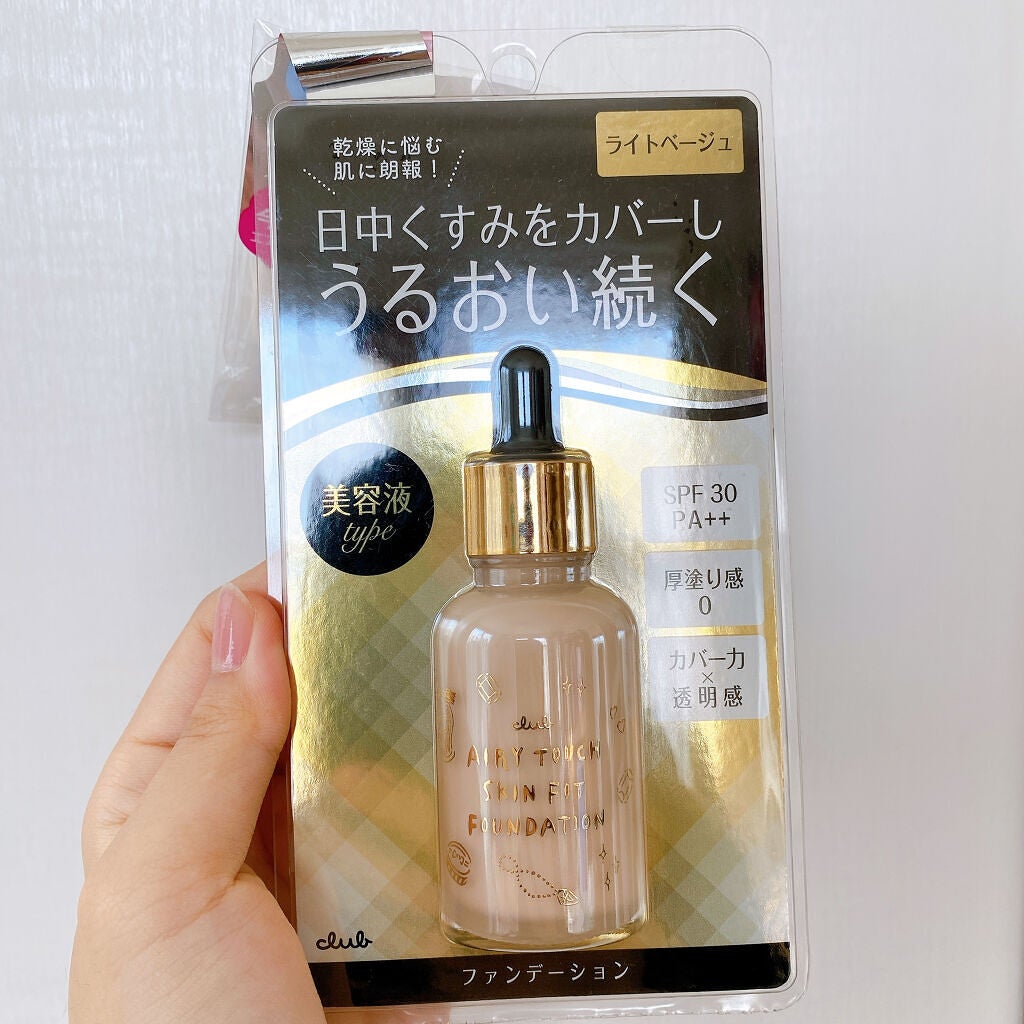 乾燥に悩む
肌に朗報！
ライトベージュ
日中くすみをカバーし
うるおい続く
美容液
type
SPF 30
PA++
厚塗り感
0
カバー力
×
透明感
club
AIRY TOUCH
SKIN FIT
FOUNDATION
club
ファンデーション